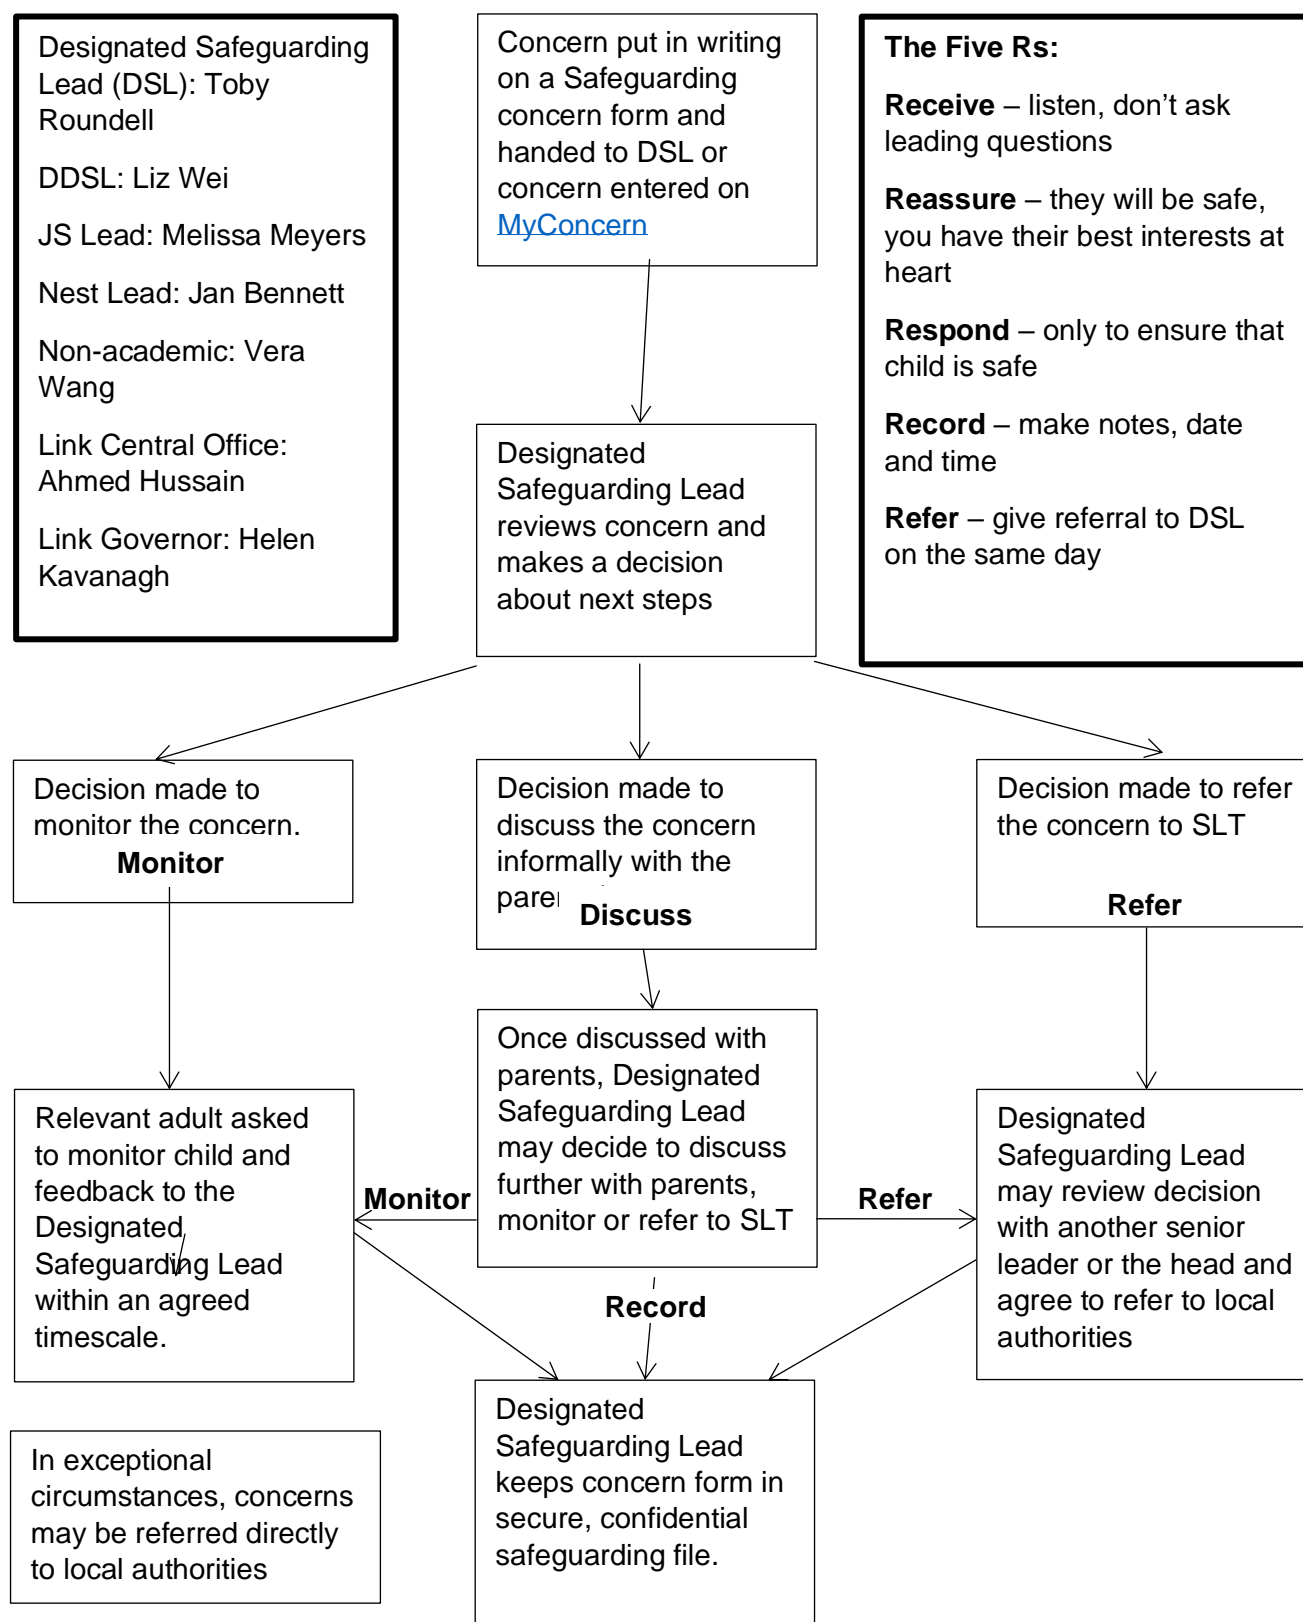 Designated Safeguarding
Lead (DSL): Toby
Roundell
DDSL: Liz Wei
JS Lead: Melissa Meyers
Nest Lead: Jan Bennett
Non-academic: Vera
Wang
Link Central Office:
Ahmed Hussain
Link Governor: Helen
Kavanagh
Concern put in writing
on a Safeguarding
concern form and
handed to DSL or
concern entered on
MyConcern
The Five Rs:
Receive – listen, don’t ask
leading questions
Reassure – they will be safe,
you have their best interests at
heart
Respond – only to ensure that
child is safe
Record – make notes, date
and time
Refer – give referral to DSL
on the same day
Designated
Safeguarding Lead
reviews concern and
makes a decision
about next steps
Decision made to
monitor the concern.
Monitor
Decision made to
discuss the concern
informally with the
Discuss
Decision made to refer
the concern to SLT
Refer
Relevant adult asked
to monitor child and
feedback to the
Designated
Safeguarding Lead
within an agreed
timescale.
Monitor
Once discussed with
parents, Designated
Safeguarding Lead
may decide to discuss
further with parents,
monitor or refer to SLT
Refer
Designated
Safeguarding Lead
may review decision
with another senior
leader or the head and
agree to refer to local
authorities
Record
Designated
Safeguarding Lead
keeps concern form in
secure, confidential
safeguarding file.
In exceptional
circumstances, concerns
may be referred directly
to local authorities